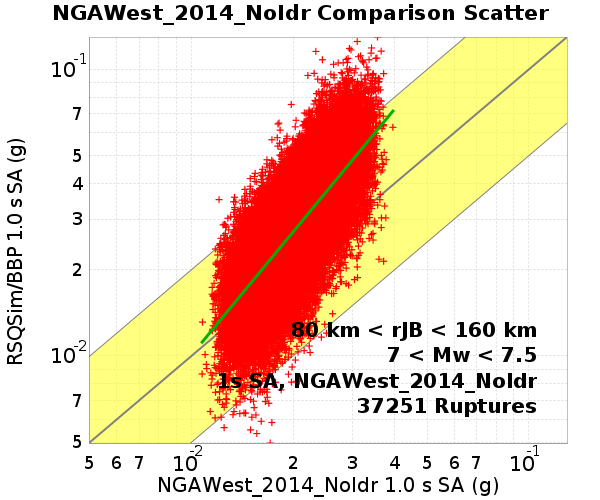 NGAWest_2014_NoIdr Comparison Scatter
RSQSim/BBP 1.0 s SA (g)
10⁻¹
7
5
4
3
2
10⁻²
7
5
80 km < rJB < 160 km
7 < Mw < 7.5
1s SA, NGAWest_2014_NoIdr
37251 Ruptures
5 6 7 10⁻² 2 3 4 5 6 7 10⁻¹
NGAWest_2014_NoIdr 1.0 s SA (g)